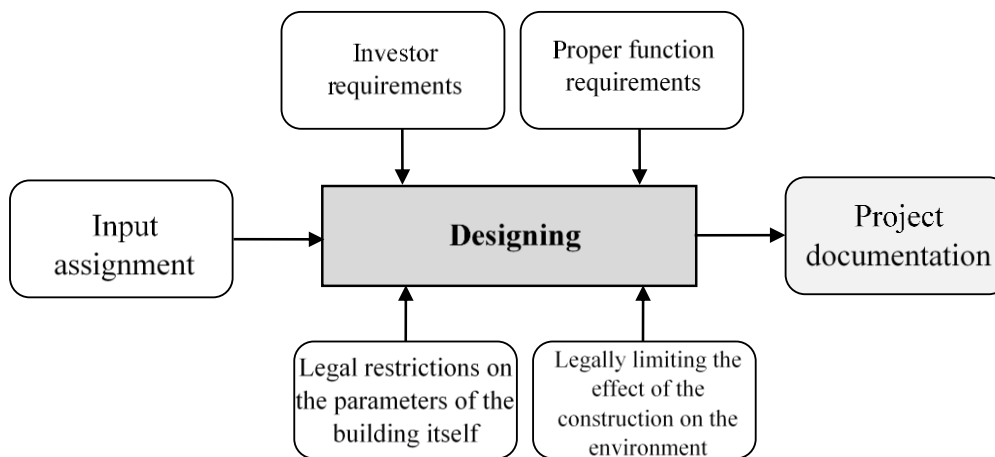 Investor
requirements
Proper function
requirements
Input
assignment
Designing
Project
documentation
Legal restrictions on
the parameters of the
building itself
Legally limiting the
effect of the
construction on the
environment